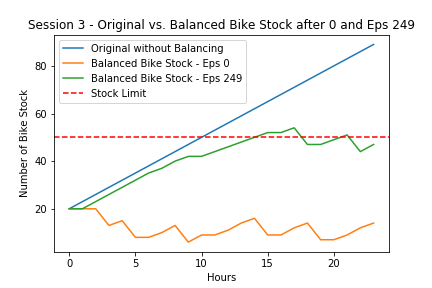 Session 3 - Original vs. Balanced Bike Stock after 0 and Eps 249
Original without Balancing
Balanced Bike Stock - Eps 0
Balanced Bike Stock - Eps 249
Stock Limit
Number of Bike Stock
80
60
40
20
0 5 10 15 20
Hours